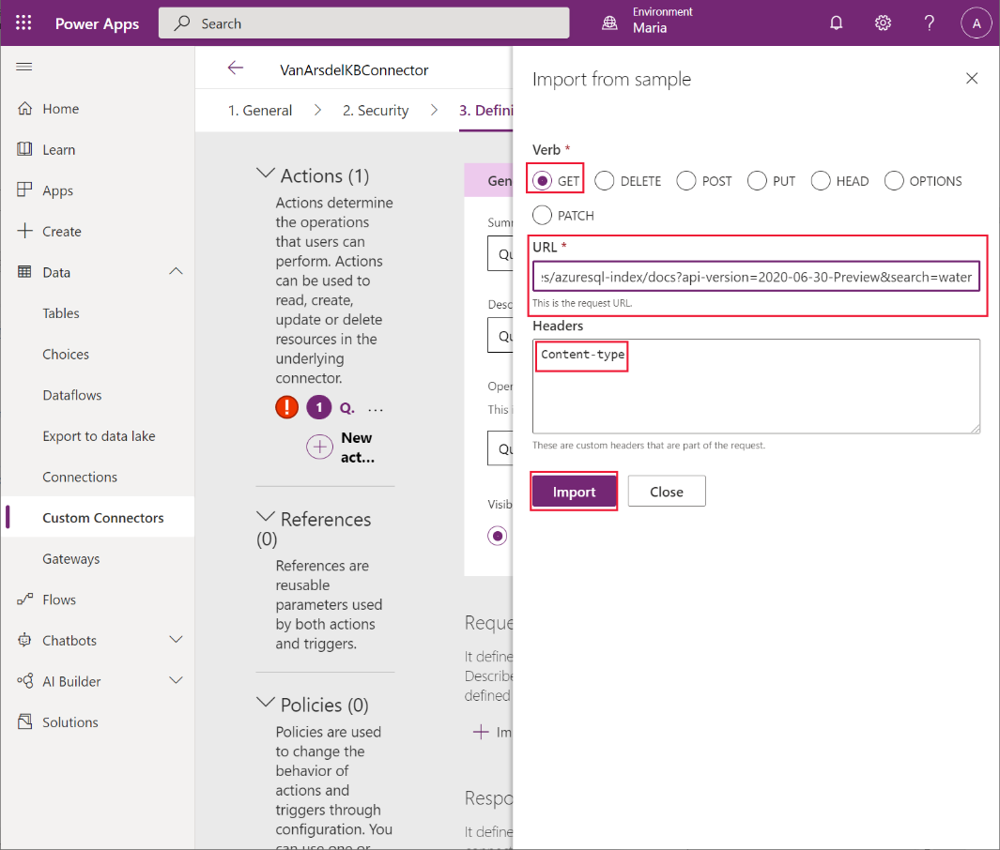 Power Apps
Search
Environment
Maria
?
A
Home
Learn
Apps
Create
Data
Tables
Choices
Dataflows
Export to data lake
Connections
Custom Connectors
Gateways
Flows
Chatbots
AI Builder
Solutions
VanArsdelKBConnector
1. General
2. Security
3. Defini
Actions (1)
Actions determine
the operations
that users can
perform. Actions
can be used to
read, create,
update or delete
resources in the
underlying
connector.
! 1 Q. ...
New
act...
References
(0)
References are
reusable
parameters used
by both actions
and triggers.
Policies (0)
Policies are used
to change the
behavior of
actions and
triggers through
configuration. You
can use one or
Gen
Summ
Qu
Desc
Qu
Oper
This i
Qu
Visib
Reque
It define
Describe
defined
Im
Respo
It define
Import from sample
Verb *
GET
DELETE
POST
PUT
HEAD
OPTIONS
PATCH
URL *
es/azuresql-index/docs?api-version=2020-06-30-Preview&search=water
This is the request URL.
Headers
Content-type
These are custom headers that are part of the request.
Import
Close